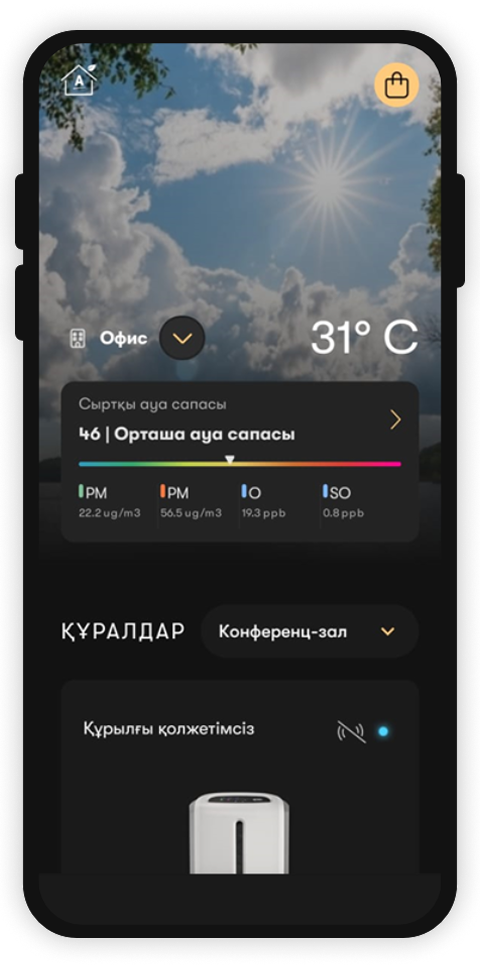 A
Офис
31° C
Сыртқы ауа сапасы
46 | Орташа ауа сапасы
PM PM O SO
22.2 ug/m3 56.5 ug/m3 19.3 ppb 0.8 ppb
ҚҰРАЛДАР Конференц-зал
Құрылғы қолжетімсіз